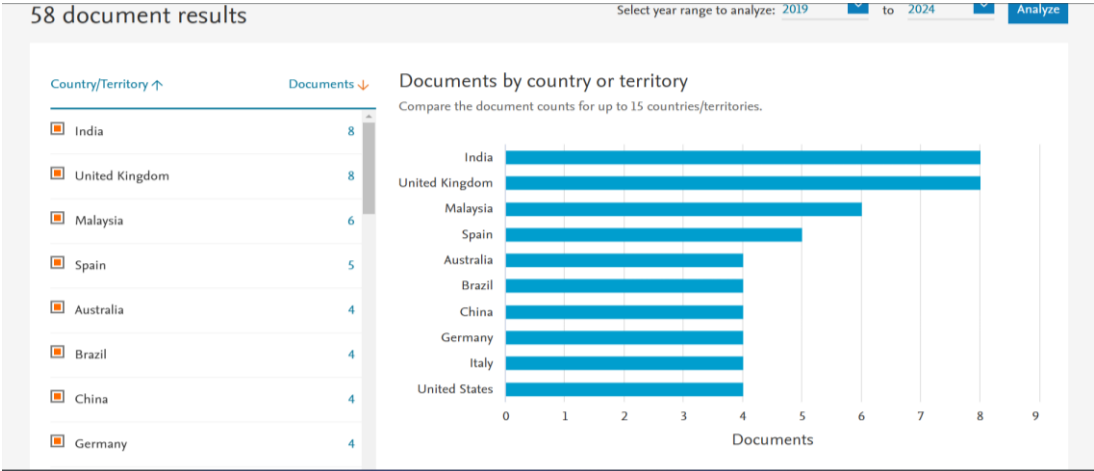 58 document results
Select year range to analyze: 2019 to 2024 Analyze
Country/Territory Documents
India 8
United Kingdom 8
Malaysia 6
Spain 5
Australia 4
Brazil 4
China 4
Germany 4
Documents by country or territory
Compare the document counts for up to 15 countries/territories.
India
United Kingdom
Malaysia
Spain
Australia
Brazil
China
Germany
Italy
United States
0 1 2 3 4 5 6 7 8 9
Documents